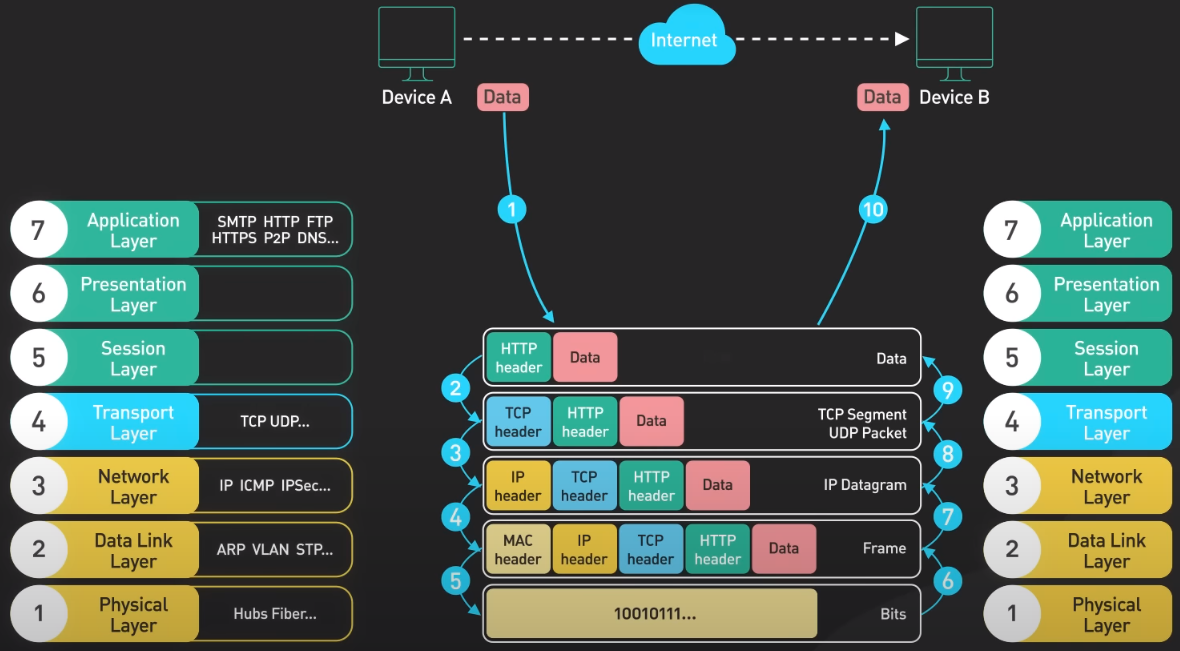 Internet
Device A
Data
Data
Device B
1
10
7
Application
Layer
SMTP HTTP FTP
HTTPS P2P DNS...
6
Presentation
Layer
5
Session
Layer
4
Transport
Layer
TCP UDP...
3
Network
Layer
IP ICMP IPSec...
2
Data Link
Layer
ARP VLAN STP...
1
Physical
Layer
Hubs Fiber...
HTTP
header
Data
Data
2
9
TCP
header
HTTP
header
Data
TCP Segment
UDP Packet
3
8
IP
header
TCP
header
HTTP
header
Data
IP Datagram
4
7
MAC
header
IP
header
TCP
header
HTTP
header
Data
Frame
5
6
10010111...
Bits
7
Application
Layer
6
Presentation
Layer
5
Session
Layer
4
Transport
Layer
3
Network
Layer
2
Data Link
Layer
1
Physical
Layer